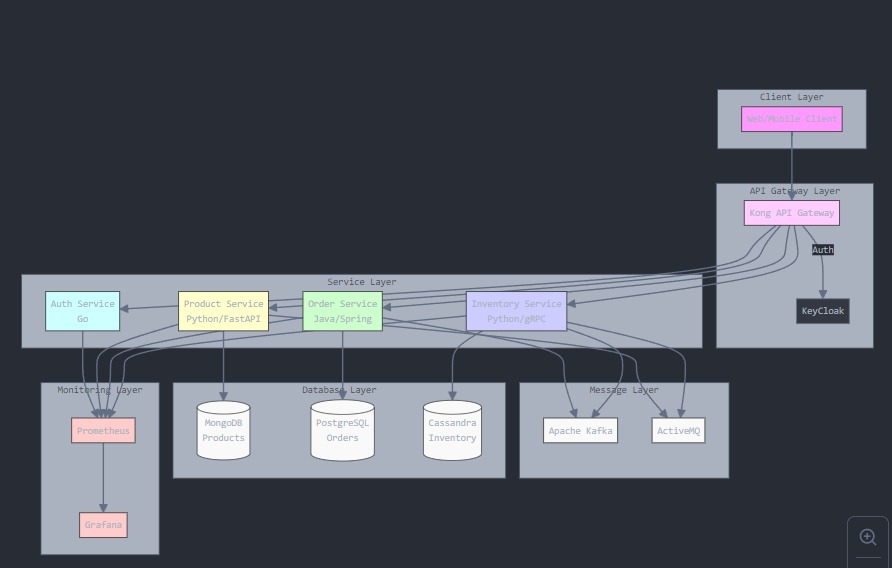 Client Layer
Web/Mobile Client
API Gateway Layer
Kong API Gateway
Auth
KeyCloak
Service Layer
Auth Service
Go
Product Service
Python/FastAPI
Order Service
Java/Spring
Inventory Service
Python/gRPC
Monitoring Layer
Prometheus
Grafana
Database Layer
MongoDB
Products
PostgreSQL
Orders
Cassandra
Inventory
Message Layer
Apache Kafka
ActiveMQ